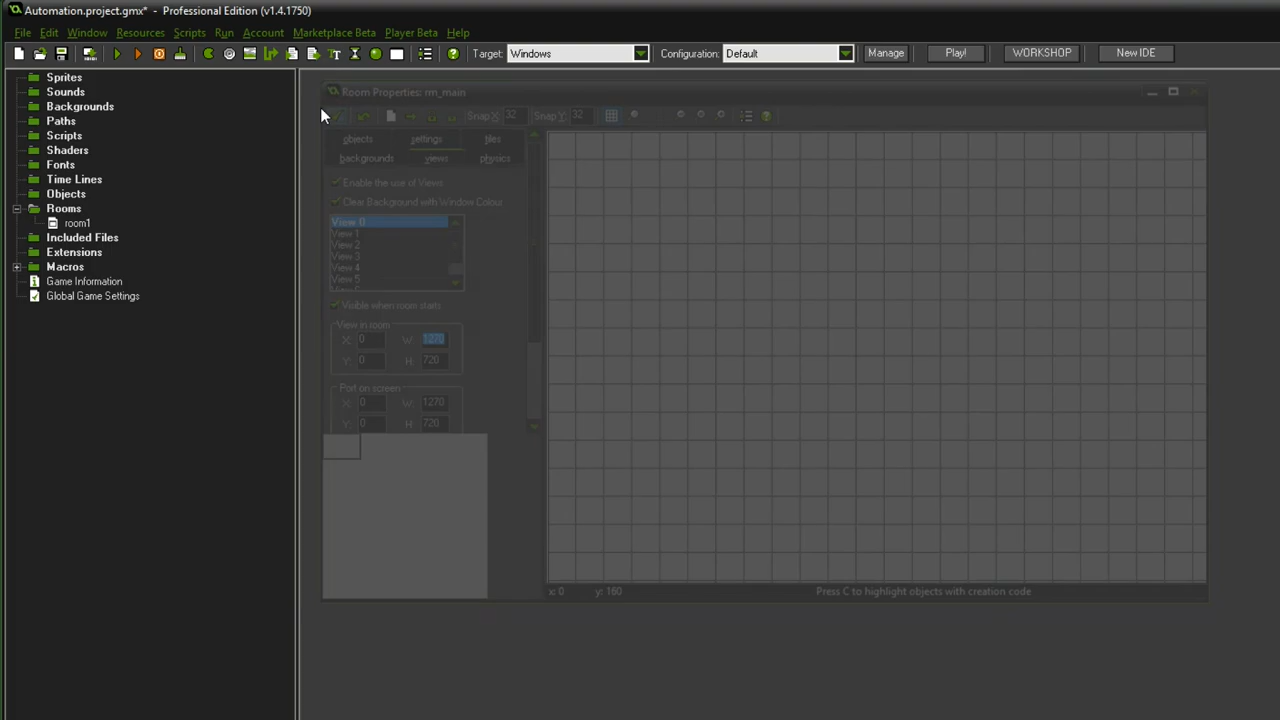 Automation.project.gmx* - Professional Edition (v1.4.1750)
File Edit Window Resources Scripts Run Account Marketplace Beta Player Beta Help
Target: Windows Configuration: Default Manage Play! WORKSHOP New IDE
Sprites
Sounds
Backgrounds
Paths
Scripts
Shaders
Fonts
Time Lines
Objects
Rooms
room1
Included Files
Extensions
Macros
Game Information
Global Game Settings
Room Properties: rm_main
Snap X: 32 Snap Y: 32
objects settings tiles
backgrounds views physics
Enable the use of Views
Clear Background with Window Colour
View 0
View 1
View 2
View 3
View 4
View 5
Visible when room starts
View in room
X: 0 W: 1270
Y: 0 H: 720
Port on screen
X: 0 W: 1270
Y: 0 H: 720
x: 0 y: 160 Press C to highlight objects with creation code